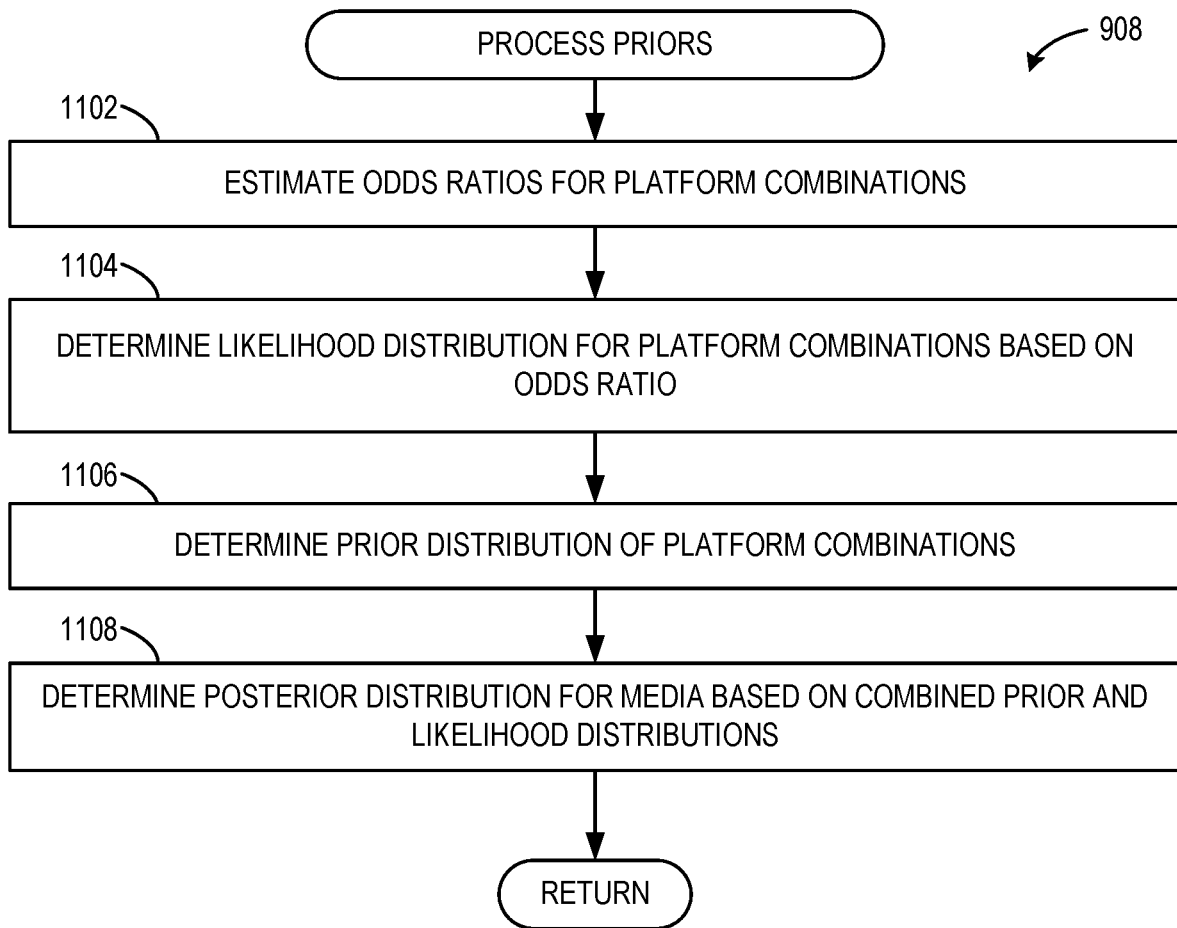 PROCESS PRIORS
908
1102
ESTIMATE ODDS RATIOS FOR PLATFORM COMBINATIONS
1104
DETERMINE LIKELIHOOD DISTRIBUTION FOR PLATFORM COMBINATIONS BASED ON
ODDS RATIO
1106
DETERMINE PRIOR DISTRIBUTION OF PLATFORM COMBINATIONS
1108
DETERMINE POSTERIOR DISTRIBUTION FOR MEDIA BASED ON COMBINED PRIOR AND
LIKELIHOOD DISTRIBUTIONS
RETURN